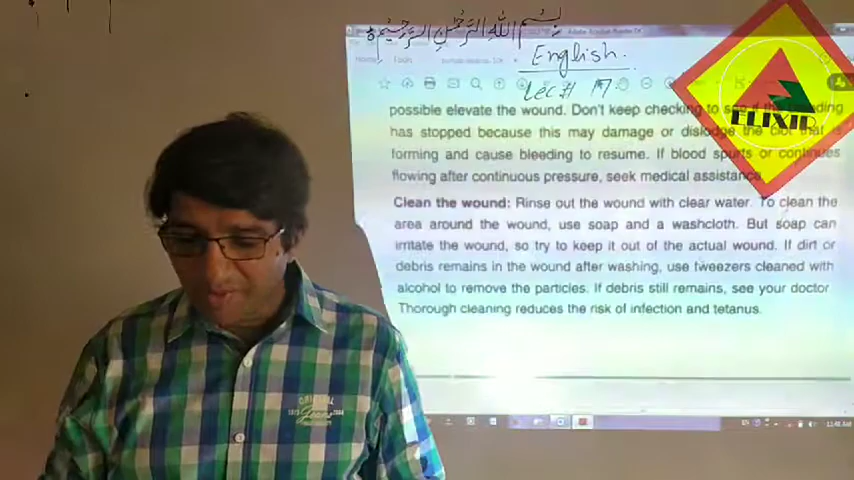 بِسْمِ اللهِ الرَّحْمٰنِ الرَّحِيْمِ
English.
Lec # 17
ELIXIR
possible elevate the wound. Don't keep checking to see if the bleeding
has stopped because this may damage or dislodge the clot that is
forming and cause bleeding to resume. If blood spurts or continues
flowing after continuous pressure, seek medical assistance.
Clean the wound: Rinse out the wound with clear water. To clean the
area around the wound, use soap and a washcloth. But soap can
irritate the wound, so try to keep it out of the actual wound. If dirt or
debris remains in the wound after washing, use tweezers cleaned with
alcohol to remove the particles. If debris still remains, see your doctor
Thorough cleaning reduces the risk of infection and tetanus.
ORIGINAL
Jeans